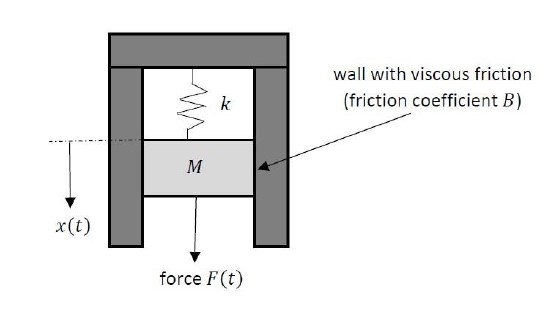 wall with viscous friction
(friction coefficient B)
k
M
x(t)
force F(t)